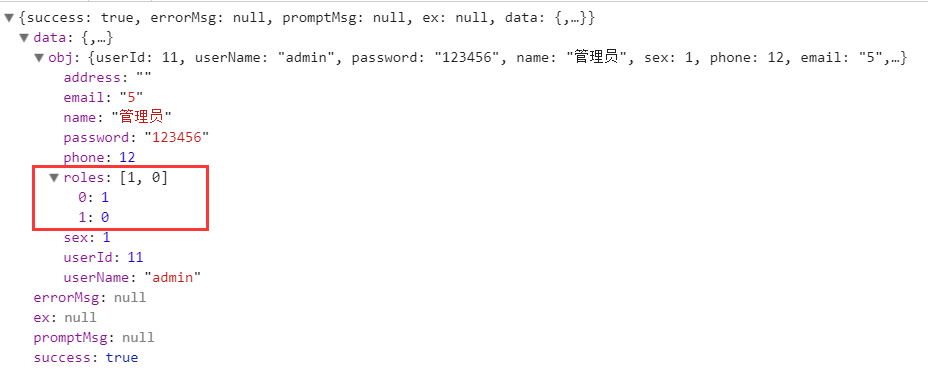 {success: true, errorMsg: null, promptMsg: null, ex: null, data: {,…}}
data: {,…}
obj: {userId: 11, userName: "admin", password: "123456", name: "管理员", sex: 1, phone: 12, email: "5",…}
address: ""
email: "5"
name: "管理员"
password: "123456"
phone: 12
roles: [1, 0]
0: 1
1: 0
sex: 1
userId: 11
userName: "admin"
errorMsg: null
ex: null
promptMsg: null
success: true